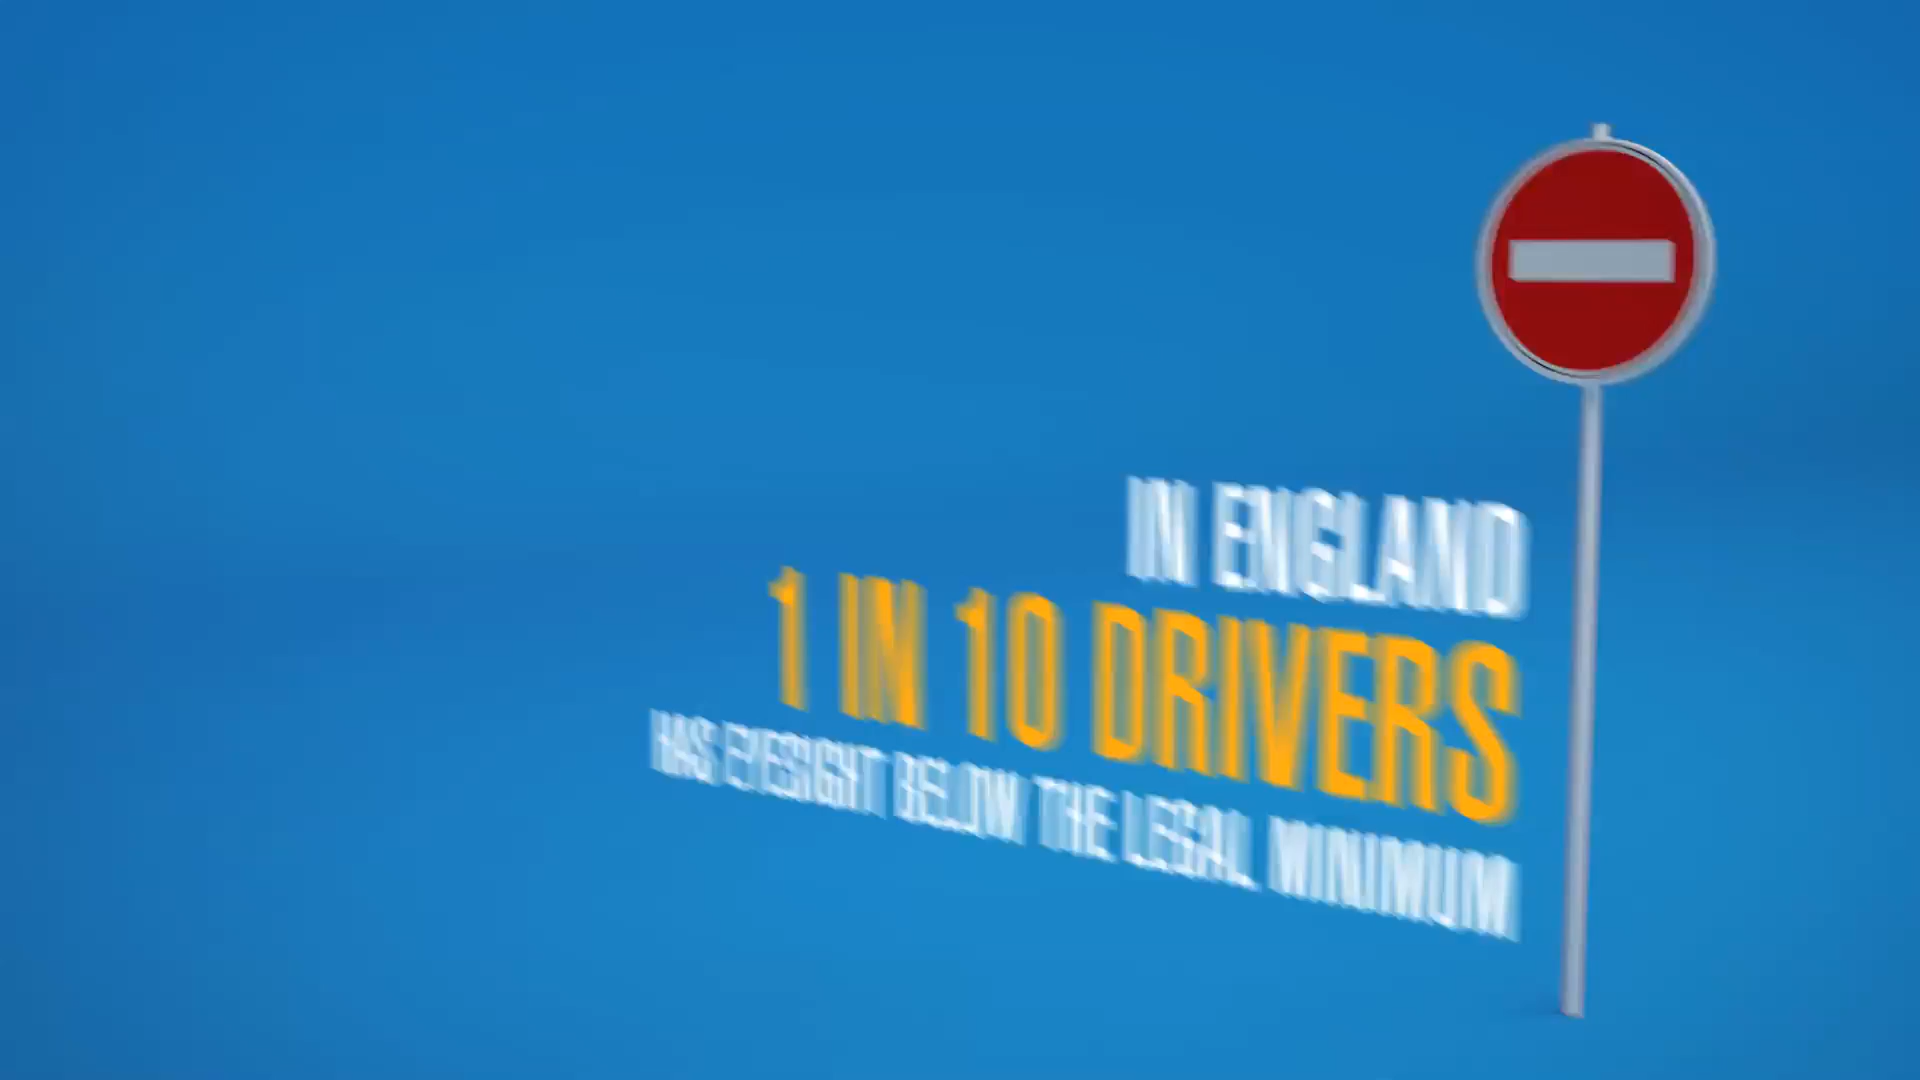 IN ENGLAND
1 IN 10 DRIVERS
HAS EYESIGHT BELOW THE LEGAL MINIMUM